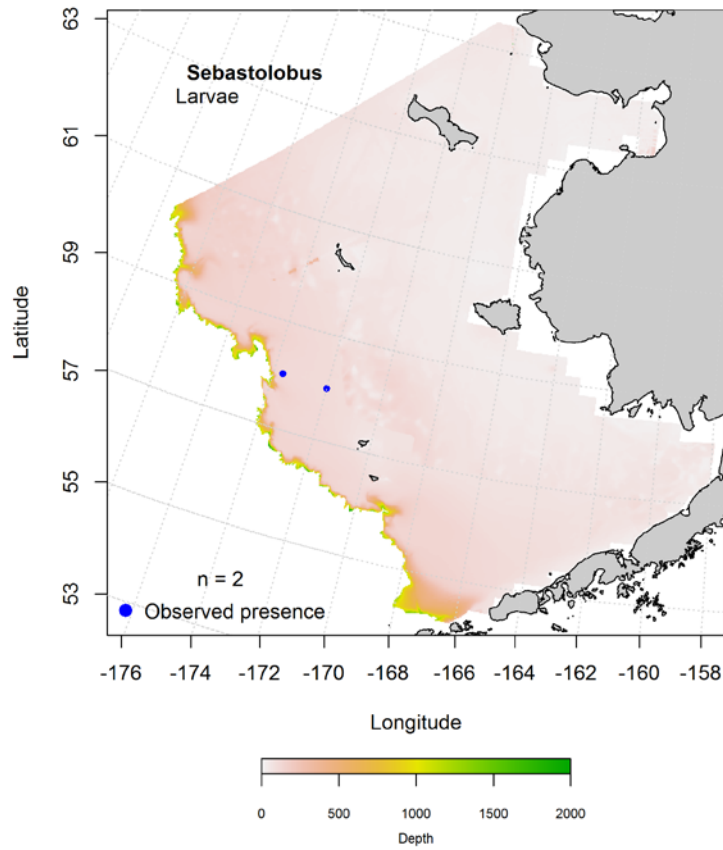 63
61
59
57
55
53
Latitude
Sebastolobus
Larvae
n = 2
Observed presence
-176 -174 -172 -170 -168 -166 -164 -162 -160 -158
Longitude
0 500 1000 1500 2000
Depth